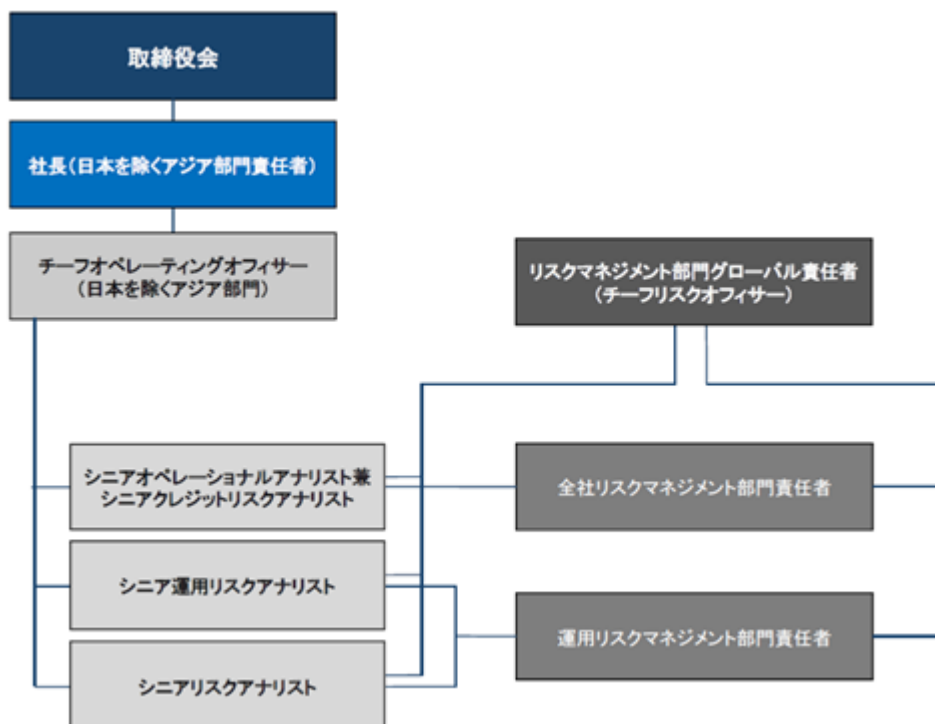 取締役会
社長(日本を除くアジア部門責任者)
チーフオペレーティングオフィサー
(日本を除くアジア部門)
リスクマネジメント部門グローバル責任者
(チーフリスクオフィサー)
シニアオペレーショナルアナリスト兼
シニアクレジットリスクアナリスト
全社リスクマネジメント部門責任者
シニア運用リスクアナリスト
運用リスクマネジメント部門責任者
シニアリスクアナリスト